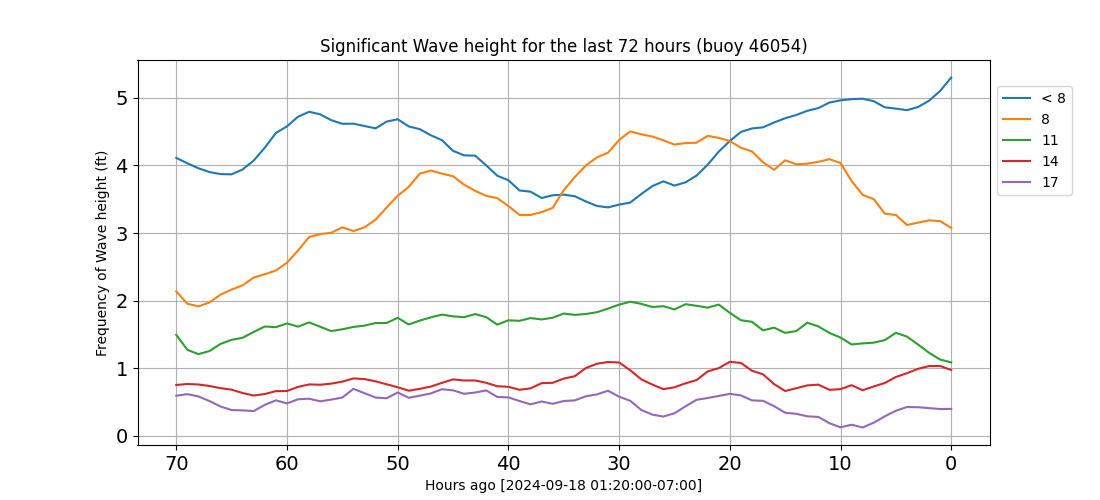 Significant Wave height for the last 72 hours (buoy 46054)
Frequency of Wave height (ft)
5
4
3
2
1
0
70 60 50 40 30 20 10 0
Hours ago [2024-09-18 01:20:00-07:00]
< 8
8
11
14
17